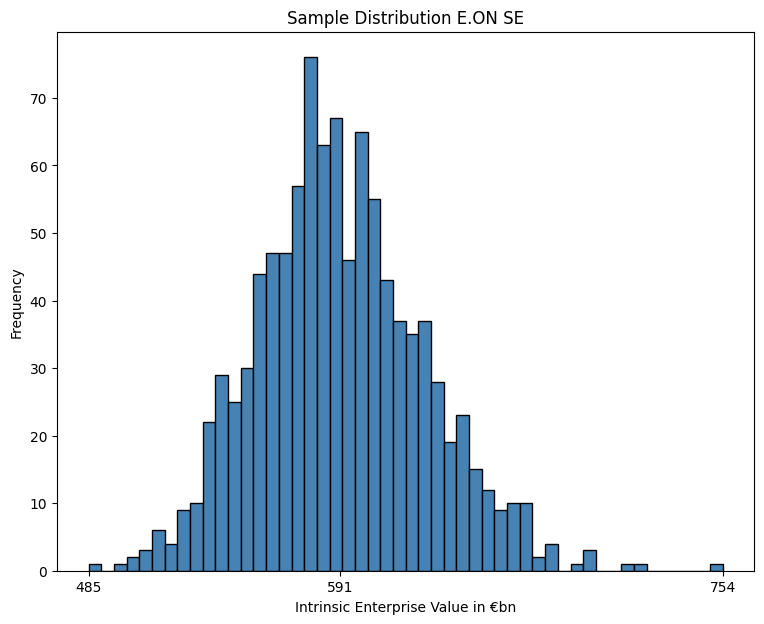 Sample Distribution E.ON SE
Frequency
70
60
50
40
30
20
10
0
485 591 754
Intrinsic Enterprise Value in €bn